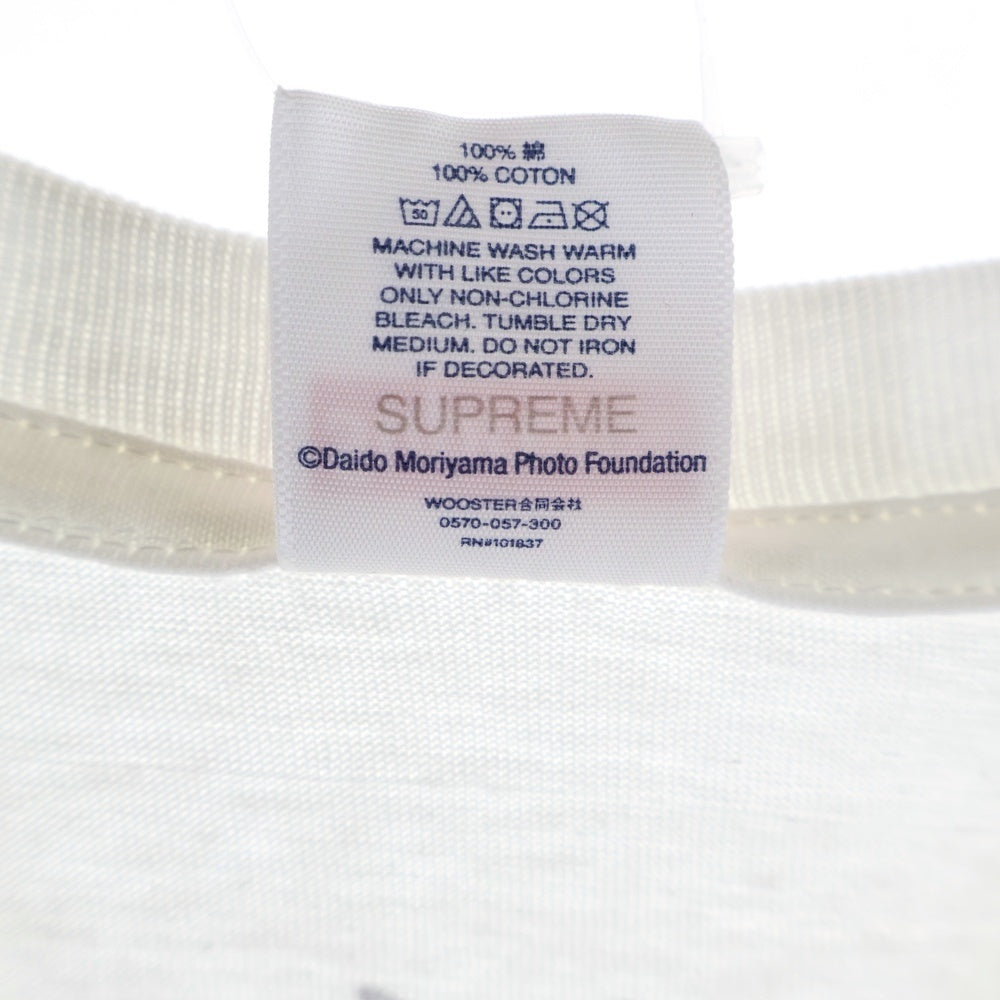 100% 綿
100% COTON
50
MACHINE WASH WARM
WITH LIKE COLORS
ONLY NON-CHLORINE
BLEACH. TUMBLE DRY
MEDIUM. DO NOT IRON
IF DECORATED.
SUPREME
©Daido Moriyama Photo Foundation
WOOSTER合同会社
0570-057-300
RN#101837